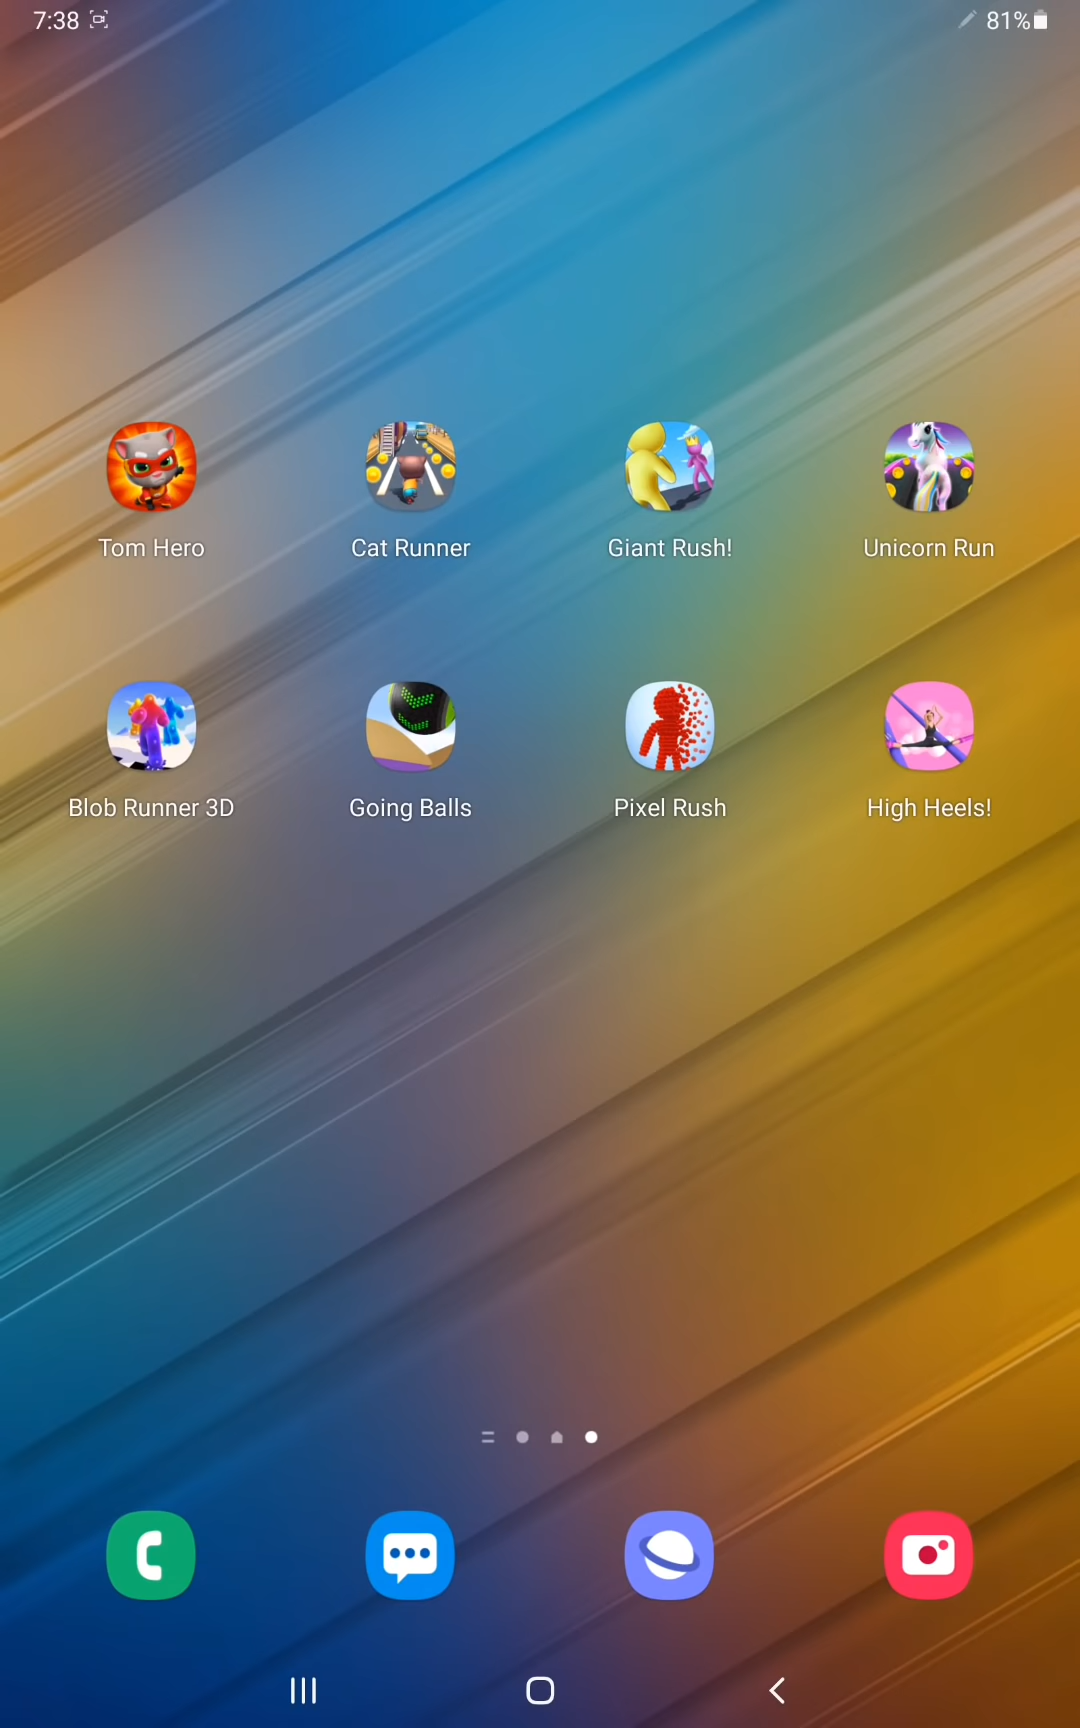 7:38 81%
Tom Hero Cat Runner Giant Rush! Unicorn Run
Blob Runner 3D Going Balls Pixel Rush High Heels!